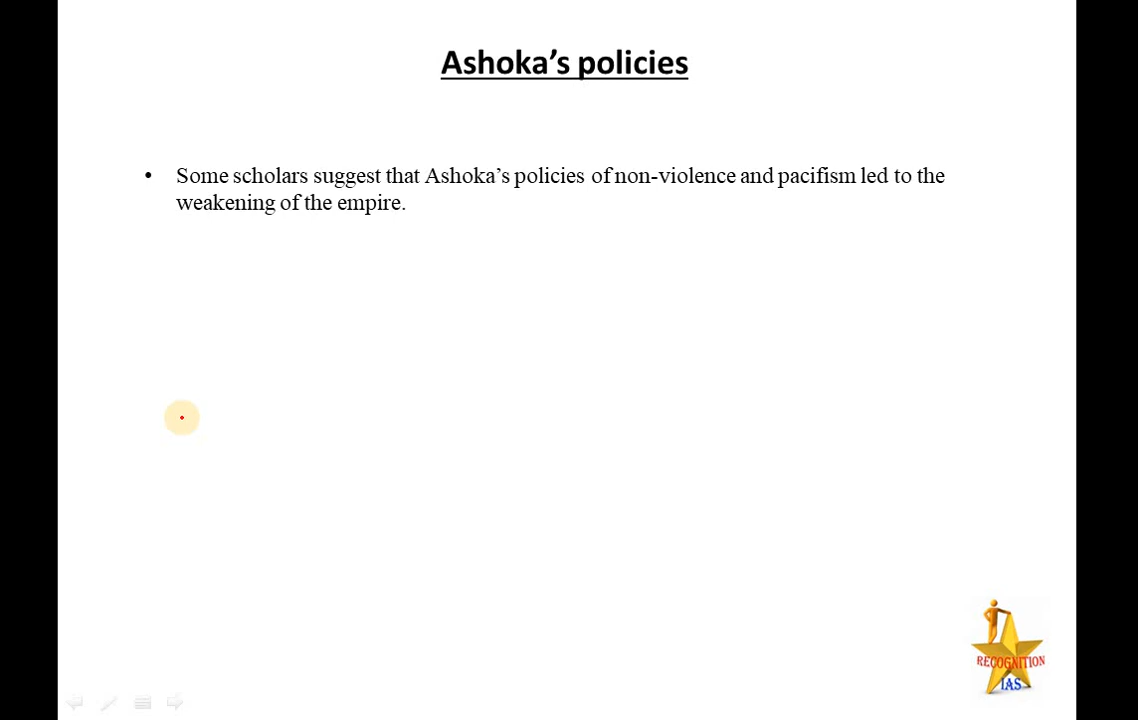 Ashoka’s policies
• Some scholars suggest that Ashoka’s policies of non-violence and pacifism led to the
weakening of the empire.
RECOGNITION
IAS